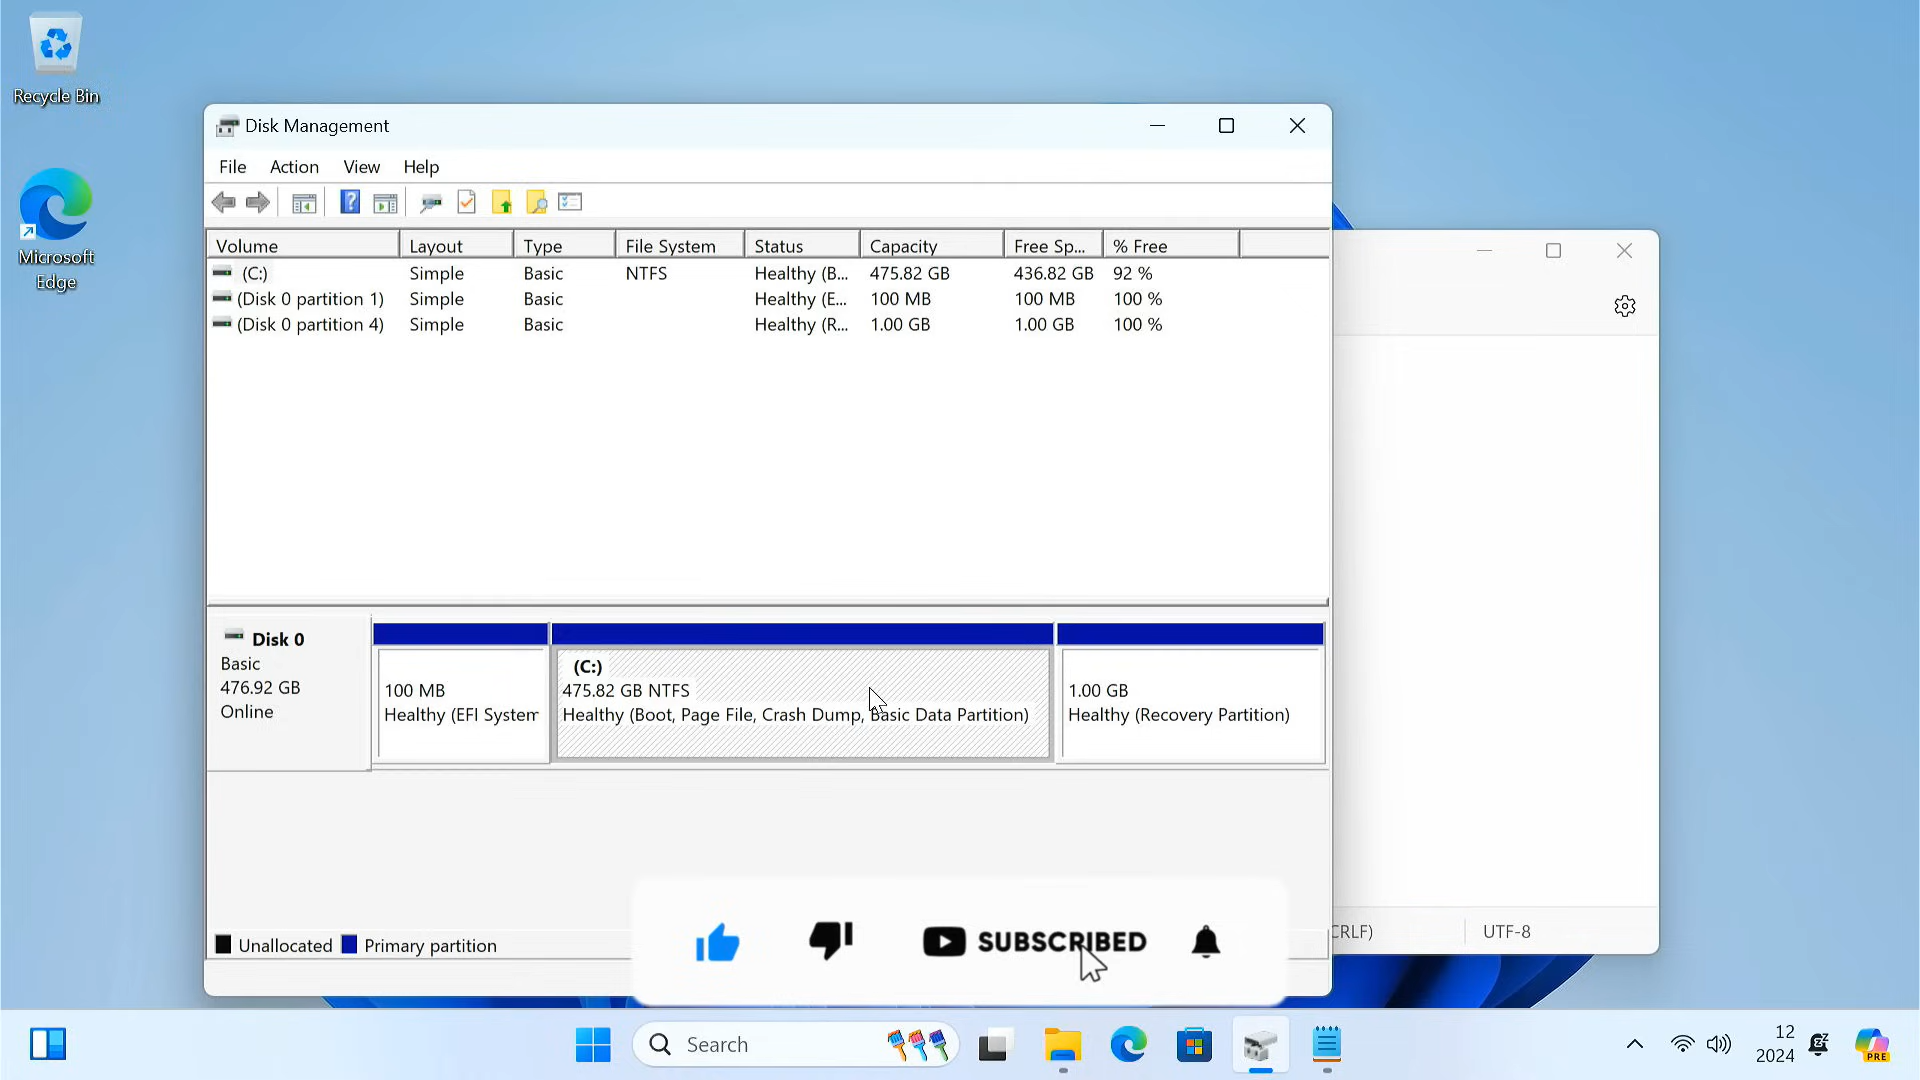 Recycle Bin
Microsoft
Edge
Disk Management
File Action View Help
Volume Layout Type File System Status Capacity Free Sp... % Free
(C:) Simple Basic NTFS Healthy (B... 475.82 GB 436.82 GB 92 %
(Disk 0 partition 1) Simple Basic Healthy (E... 100 MB 100 MB 100 %
(Disk 0 partition 4) Simple Basic Healthy (R... 1.00 GB 1.00 GB 100 %
Disk 0
Basic
476.92 GB
Online
100 MB
Healthy (EFI System
(C:)
475.82 GB NTFS
Healthy (Boot, Page File, Crash Dump, Basic Data Partition)
1.00 GB
Healthy (Recovery Partition)
Unallocated Primary partition
SUBSCRIBED
CRLF) UTF-8
Search
12
2024
PRE